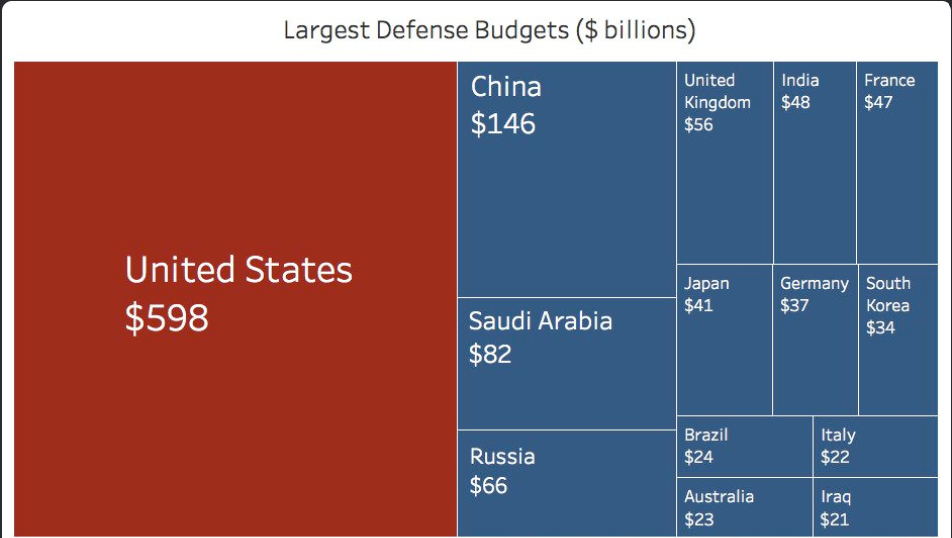 Largest Defense Budgets ($ billions)
United States
$598
China
$146
Saudi Arabia
$82
Russia
$66
United
Kingdom
$56
India
$48
France
$47
Japan
$41
Germany
$37
South
Korea
$34
Brazil
$24
Italy
$22
Australia
$23
Iraq
$21